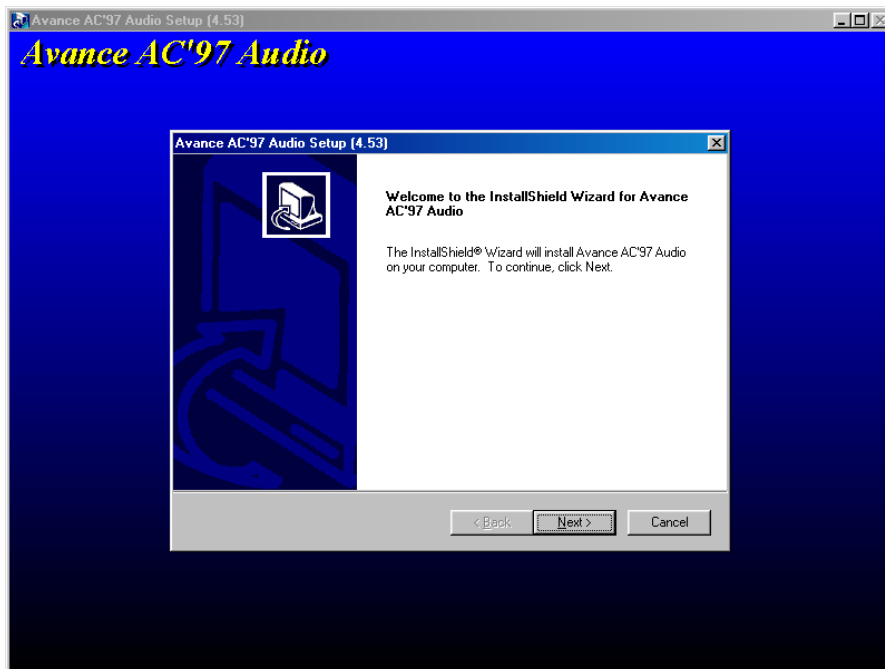 Avance AC'97 Audio Setup (4.53)
Avance AC'97 Audio
Avance AC'97 Audio Setup (4.53)
Welcome to the InstallShield Wizard for Avance
AC'97 Audio
The InstallShield® Wizard will install Avance AC'97 Audio
on your computer. To continue, click Next.
< Back
Next >
Cancel